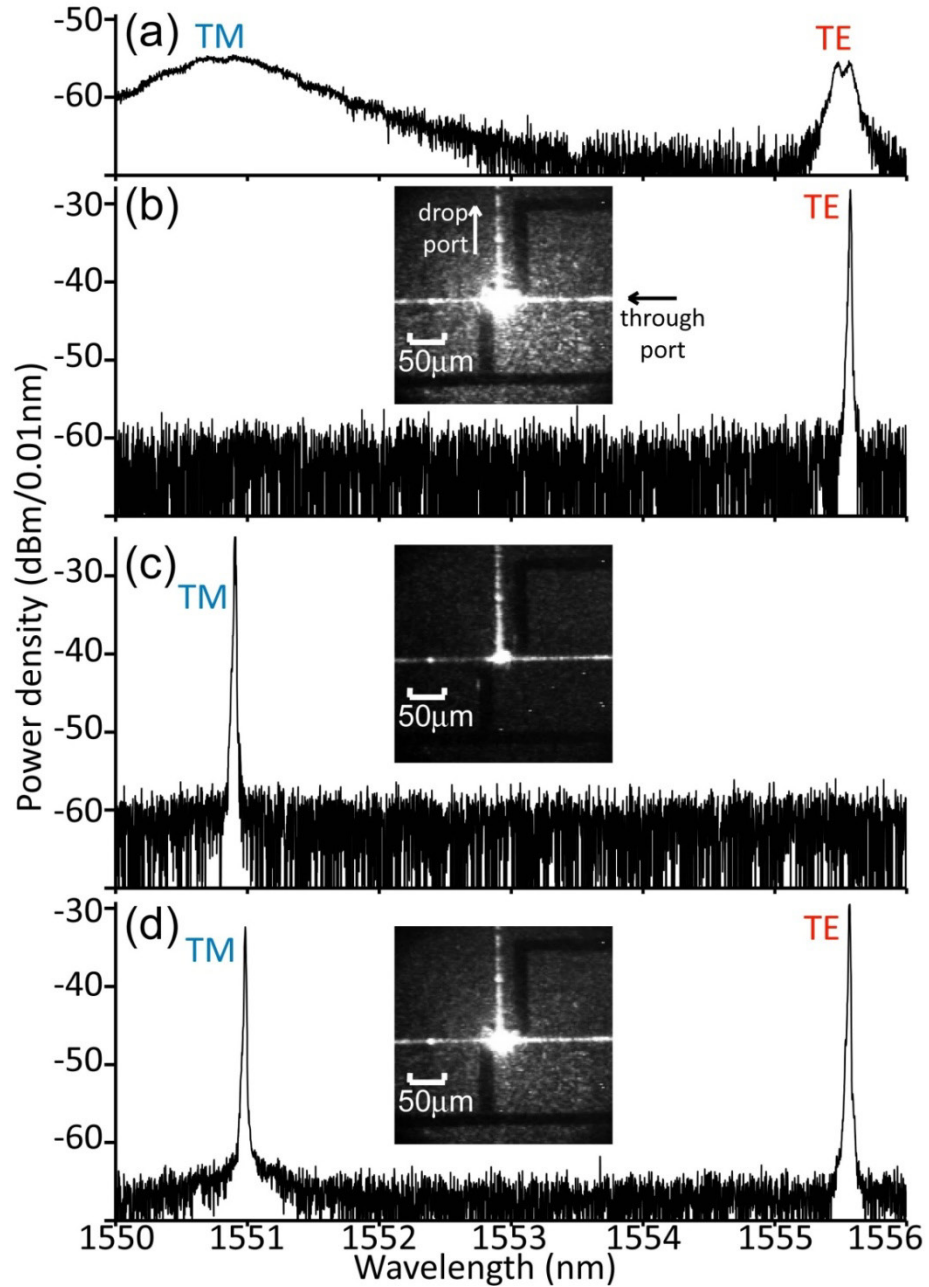 (a)
TM
TE
-50
-60
(b)
TE
-30
-40
-50
-60
drop
port
through
port
50μm
(c)
TM
-30
-40
-50
-60
50μm
(d)
TM
TE
-30
-40
-50
-60
50μm
Power density (dBm/0.01nm)
1550 1551 1552 1553 1554 1555 1556
Wavelength (nm)